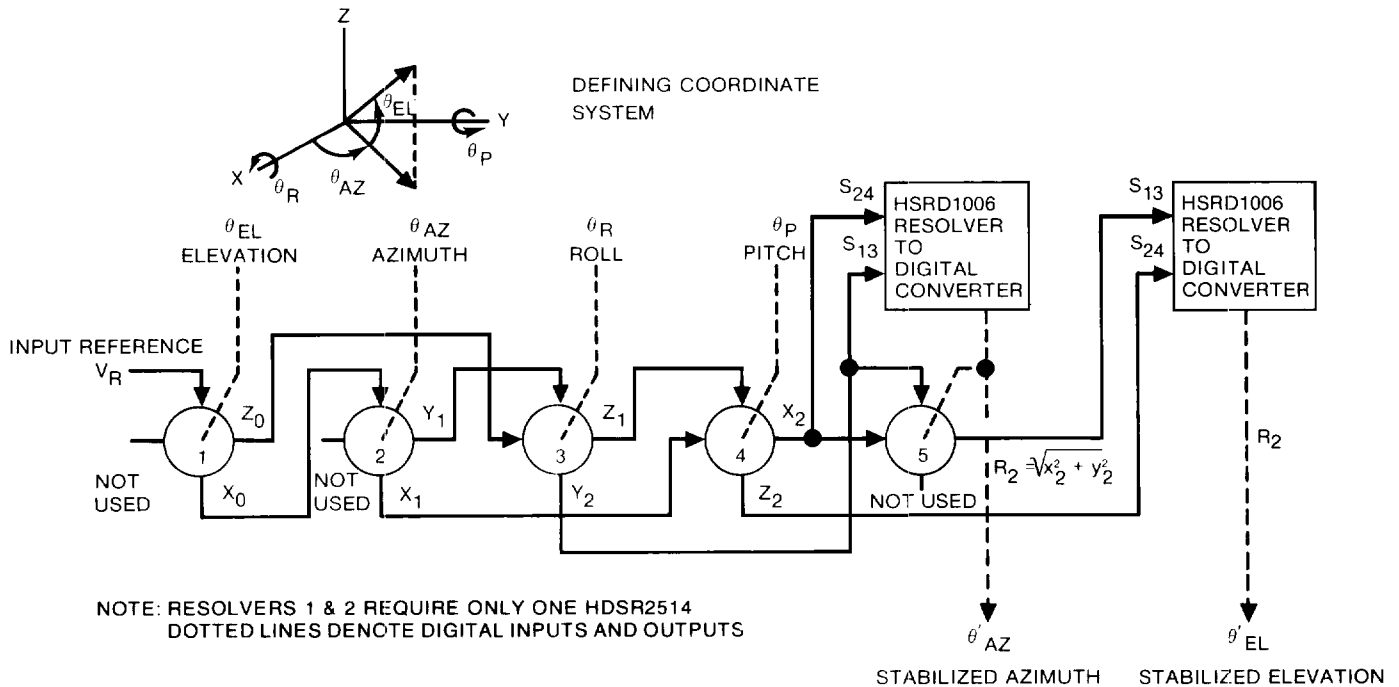 Z
DEFINING COORDINATE
SYSTEM
θEL
Y
θP
X
θR
θAZ
θEL
ELEVATION
θAZ
AZIMUTH
θR
ROLL
θP
PITCH
S24
S13
HSRD1006
RESOLVER
TO
DIGITAL
CONVERTER
S13
S24
HSRD1006
RESOLVER
TO
DIGITAL
CONVERTER
INPUT REFERENCE
VR
Z0
Y1
Z1
X2
1
2
3
4
5
R2 = √x2² + y2²
R2
NOT
USED
X0
NOT
USED
X1
Y2
Z2
NOT USED
NOTE: RESOLVERS 1 & 2 REQUIRE ONLY ONE HDSR2514
DOTTED LINES DENOTE DIGITAL INPUTS AND OUTPUTS
θ'AZ
STABILIZED AZIMUTH
θ'EL
STABILIZED ELEVATION